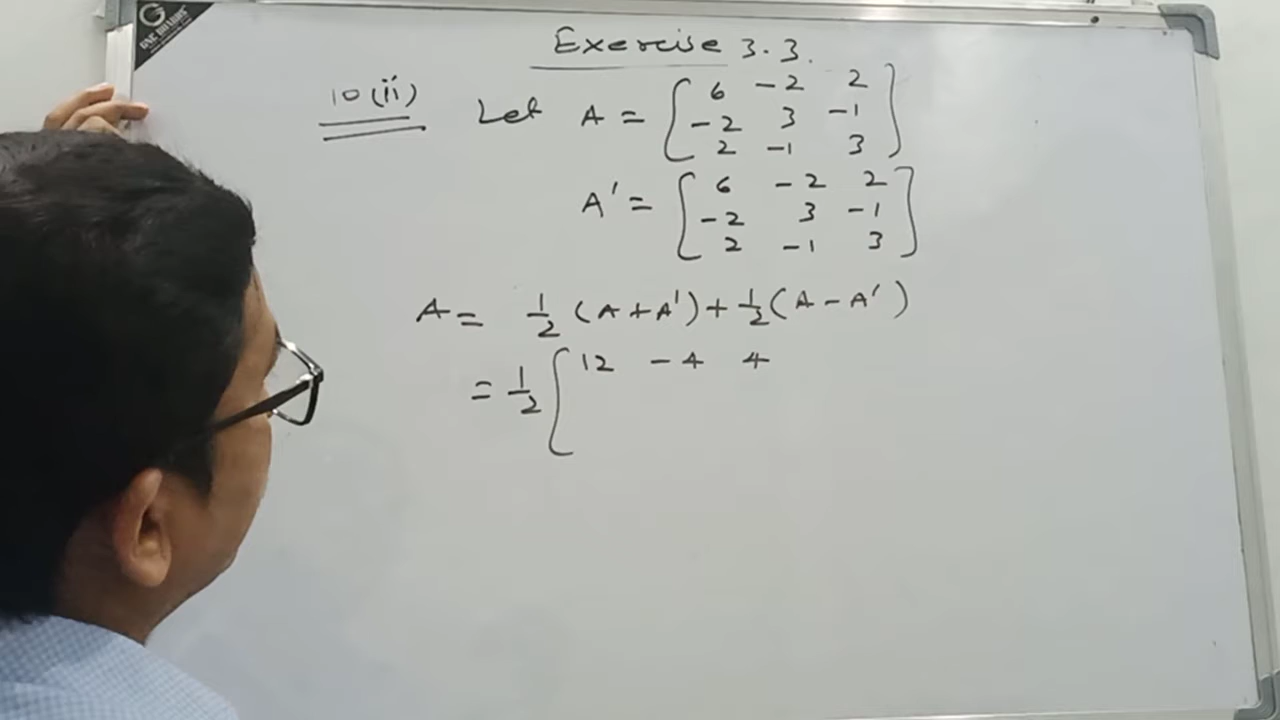 Exercise 3.3.
10(ii) Let A = [ 6 -2 2
-2 3 -1
2 -1 3 ]
A' = [ 6 -2 2
-2 3 -1
2 -1 3 ]
A = 1/2 (A+A') + 1/2 (A-A')
= 1/2 [ 12 -4 4